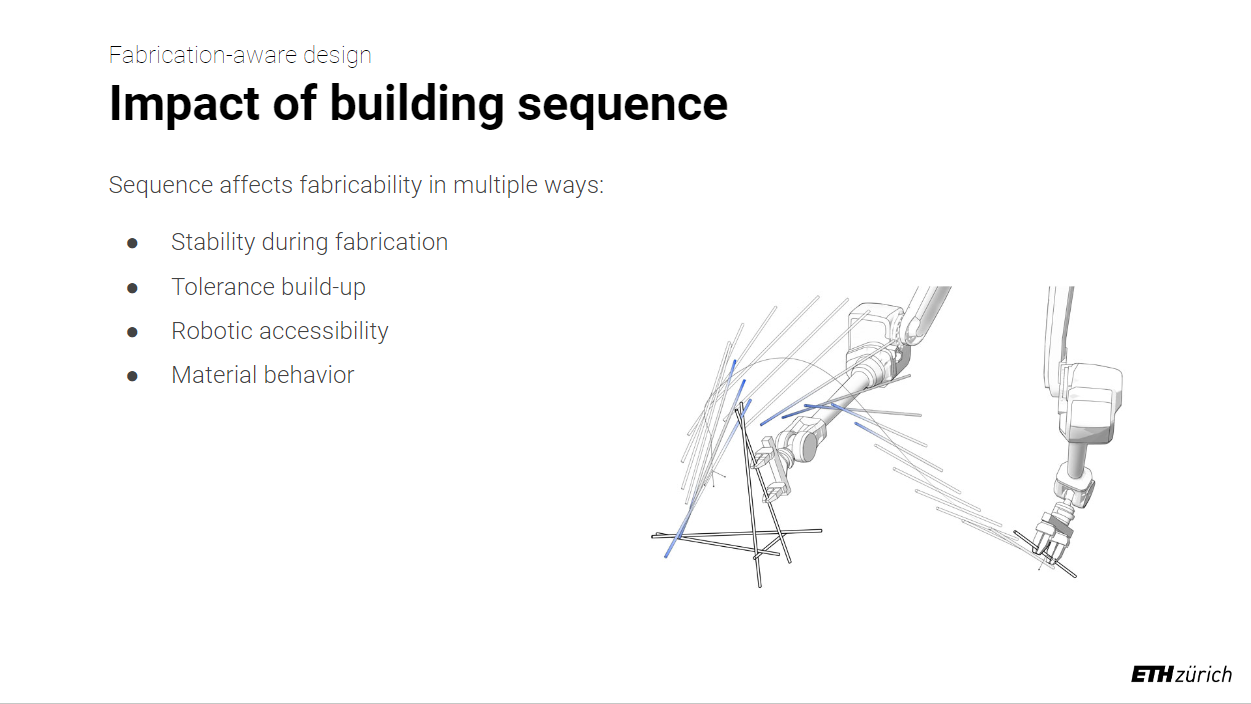 Fabrication-aware design
Impact of building sequence
Sequence affects fabricability in multiple ways:
● Stability during fabrication
● Tolerance build-up
● Robotic accessibility
● Material behavior
ETH zürich